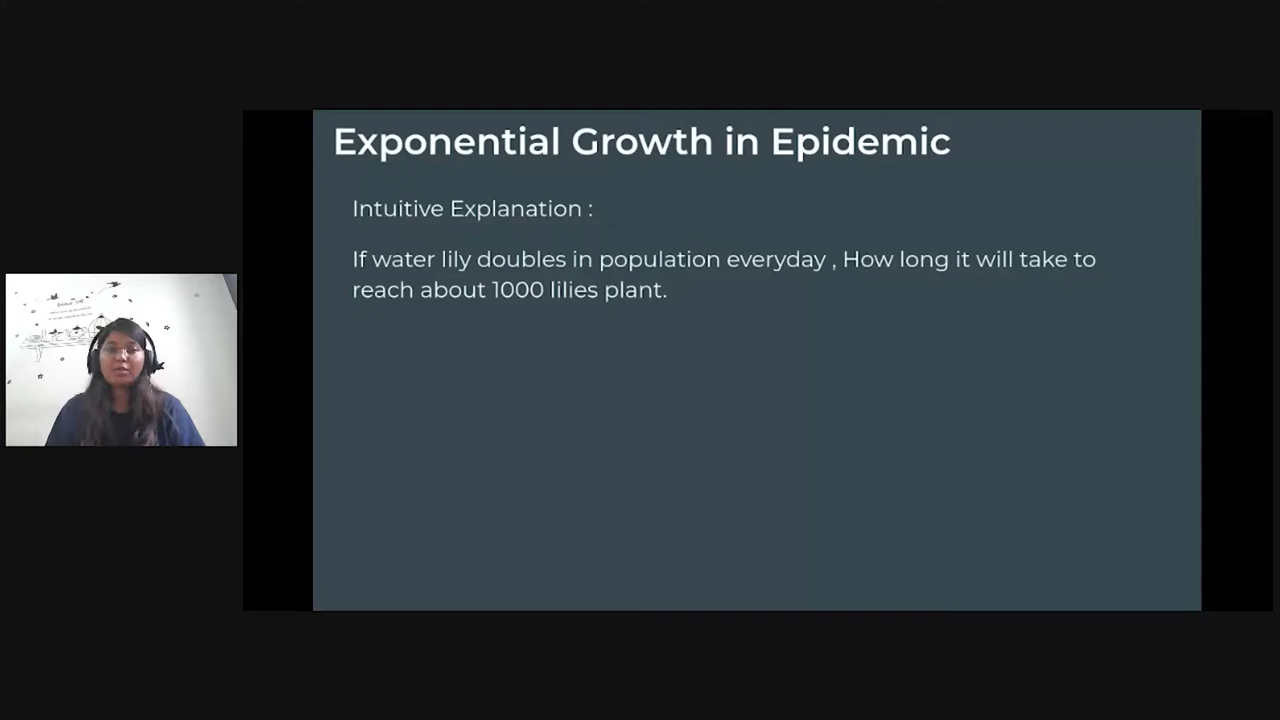 Exponential Growth in Epidemic
Intuitive Explanation :
If water lily doubles in population everyday , How long it will take to
reach about 1000 lilies plant.